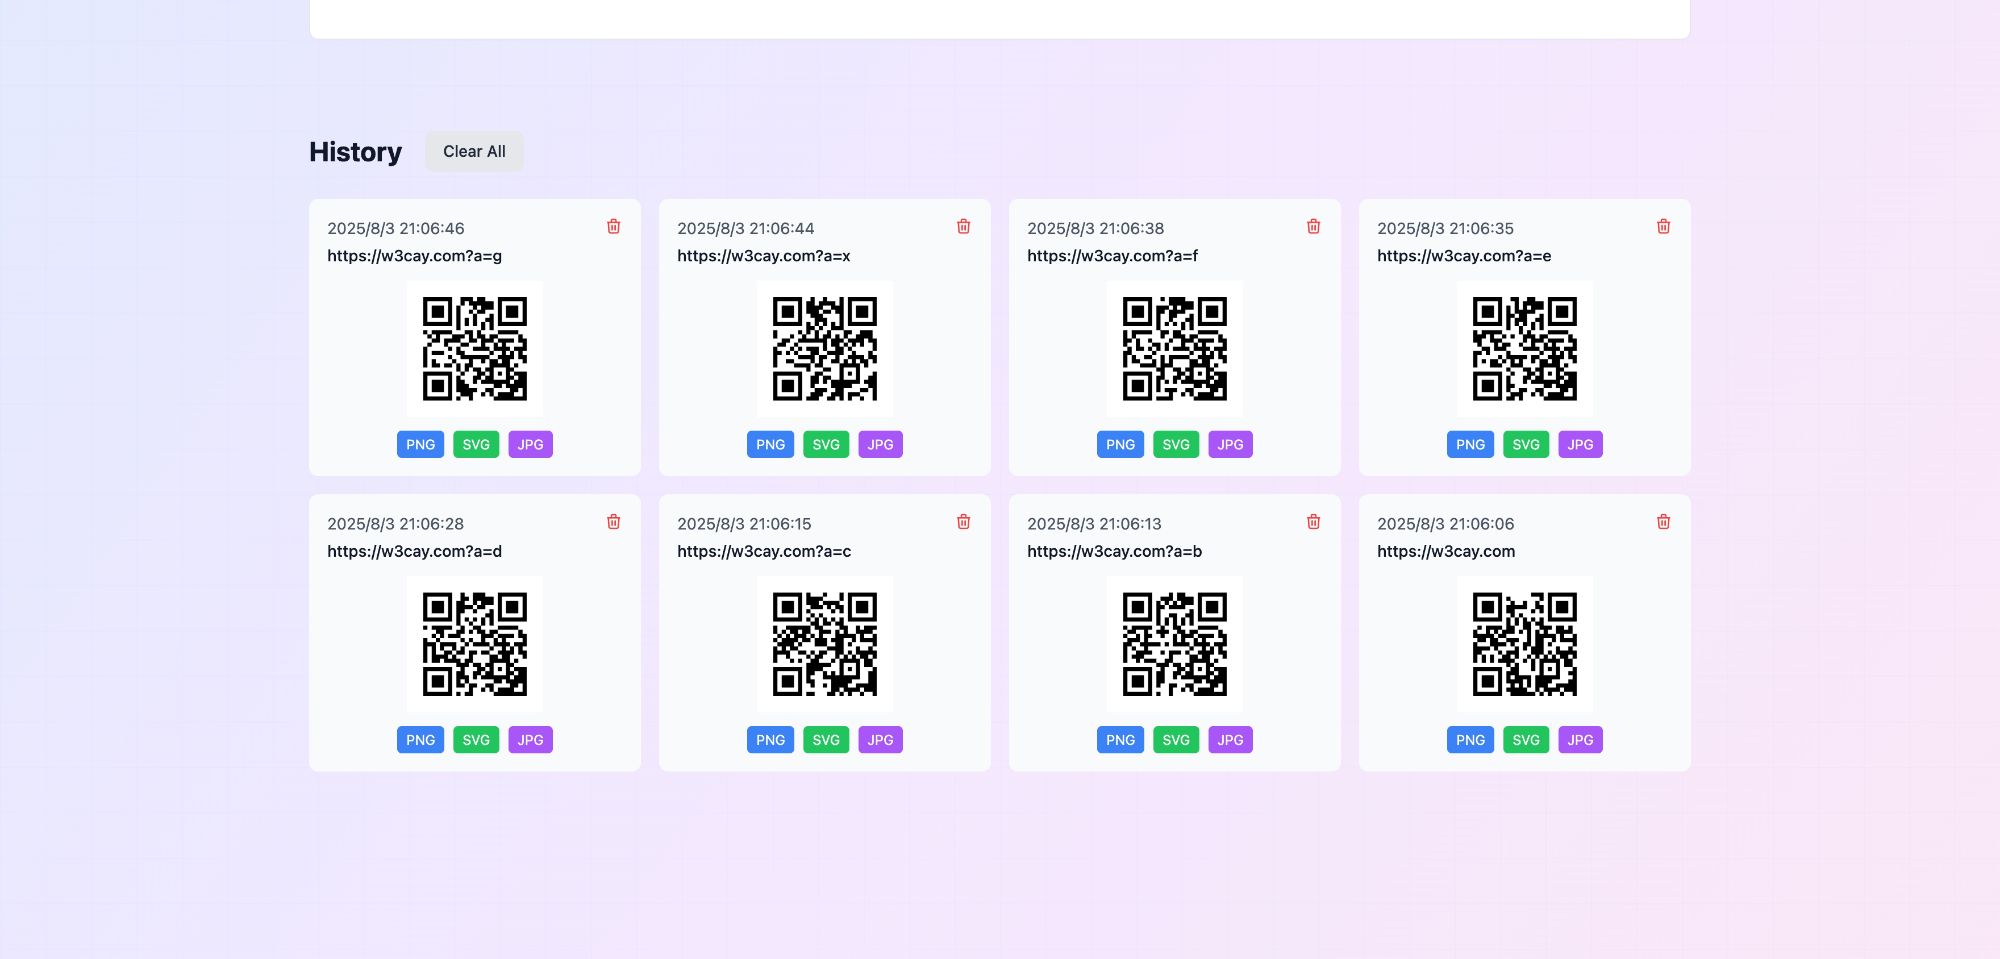 History
Clear All
2025/8/3 21:06:46
https://w3cay.com?a=g
PNG SVG JPG
2025/8/3 21:06:44
https://w3cay.com?a=x
PNG SVG JPG
2025/8/3 21:06:38
https://w3cay.com?a=f
PNG SVG JPG
2025/8/3 21:06:35
https://w3cay.com?a=e
PNG SVG JPG
2025/8/3 21:06:28
https://w3cay.com?a=d
PNG SVG JPG
2025/8/3 21:06:15
https://w3cay.com?a=c
PNG SVG JPG
2025/8/3 21:06:13
https://w3cay.com?a=b
PNG SVG JPG
2025/8/3 21:06:06
https://w3cay.com
PNG SVG JPG